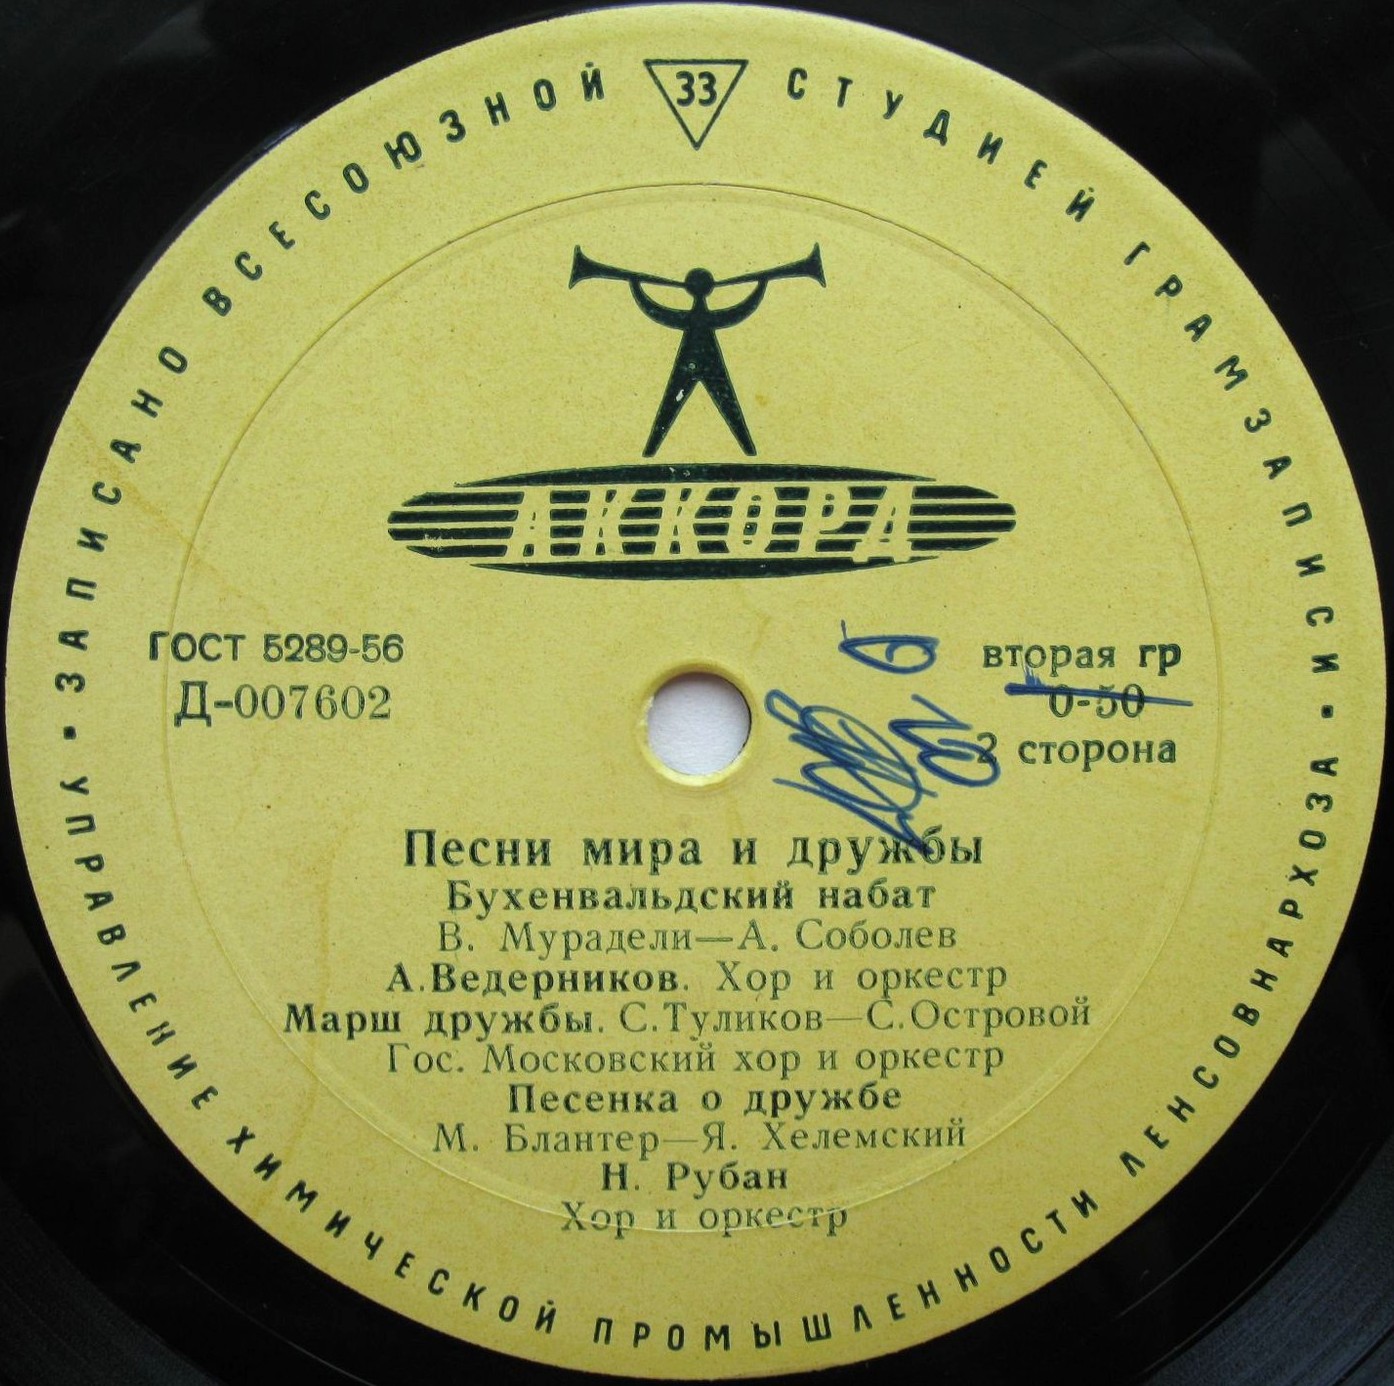 ЗАПИСАНО ВСЕСОЮЗНОЙ 33 СТУДИЕЙ ГРАМЗАПИСИ
АККОРД
ГОСТ 5289-56
Д-007602
вторая гр
0-50
2 сторона
Песни мира и дружбы
Бухенвальдский набат
В. Мурадели—А. Соболев
А.Ведерников. Хор и оркестр
Марш дружбы. С.Туликов—С.Островой
Гос. Московский хор и оркестр
Песенка о дружбе
М. Блантер—Я. Хелемский
Н. Рубан
Хор и оркестр
УПРАВЛЕНИЕ ХИМИЧЕСКОЙ ПРОМЫШЛЕННОСТИ ЛЕНСОВНАРХОЗА